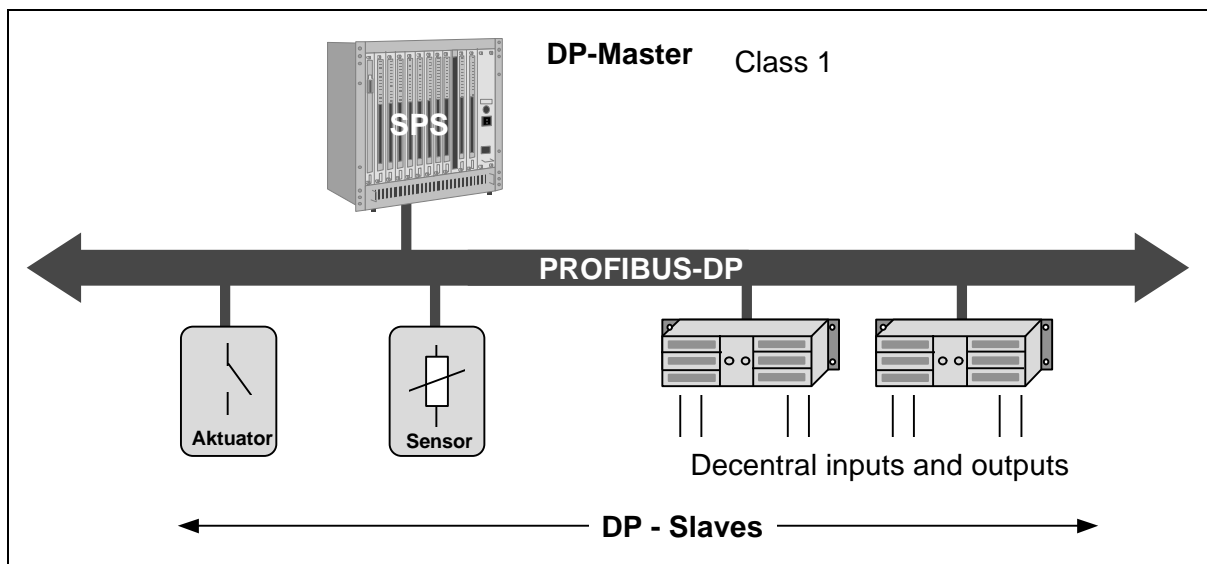 DP-Master Class 1
SPS
PROFIBUS-DP
Aktuator
Sensor
Decentral inputs and outputs
DP - Slaves